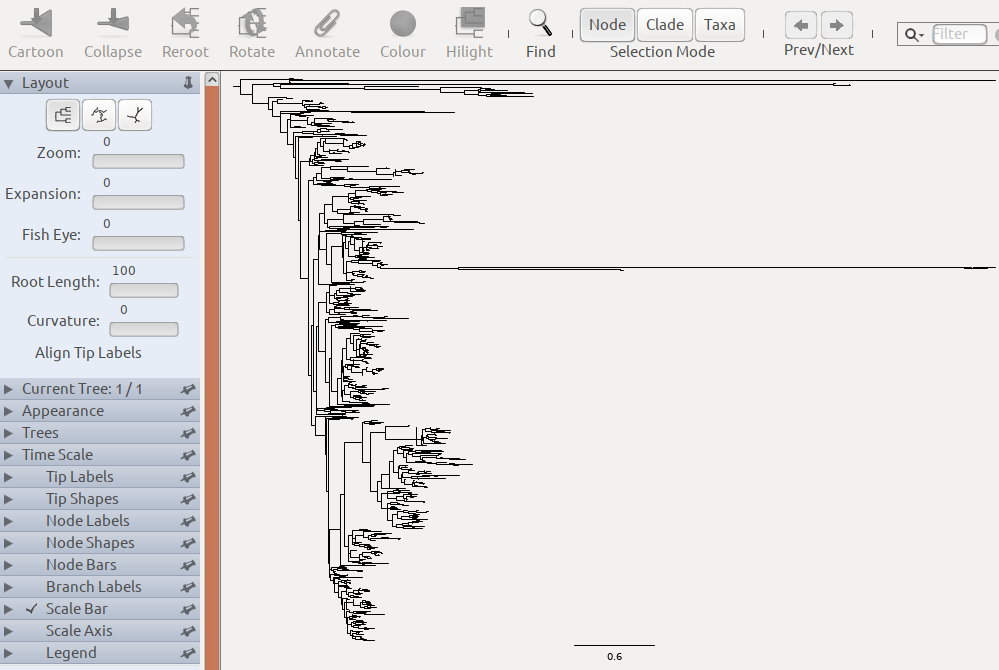 Cartoon Collapse Reroot Rotate Annotate Colour Hilight Find
Node Clade Taxa
Selection Mode
Prev/Next
Filter
Layout
0
Zoom:
0
Expansion:
0
Fish Eye:
100
Root Length:
0
Curvature:
Align Tip Labels
Current Tree: 1 / 1
Appearance
Trees
Time Scale
Tip Labels
Tip Shapes
Node Labels
Node Shapes
Node Bars
Branch Labels
Scale Bar
Scale Axis
Legend
0.6